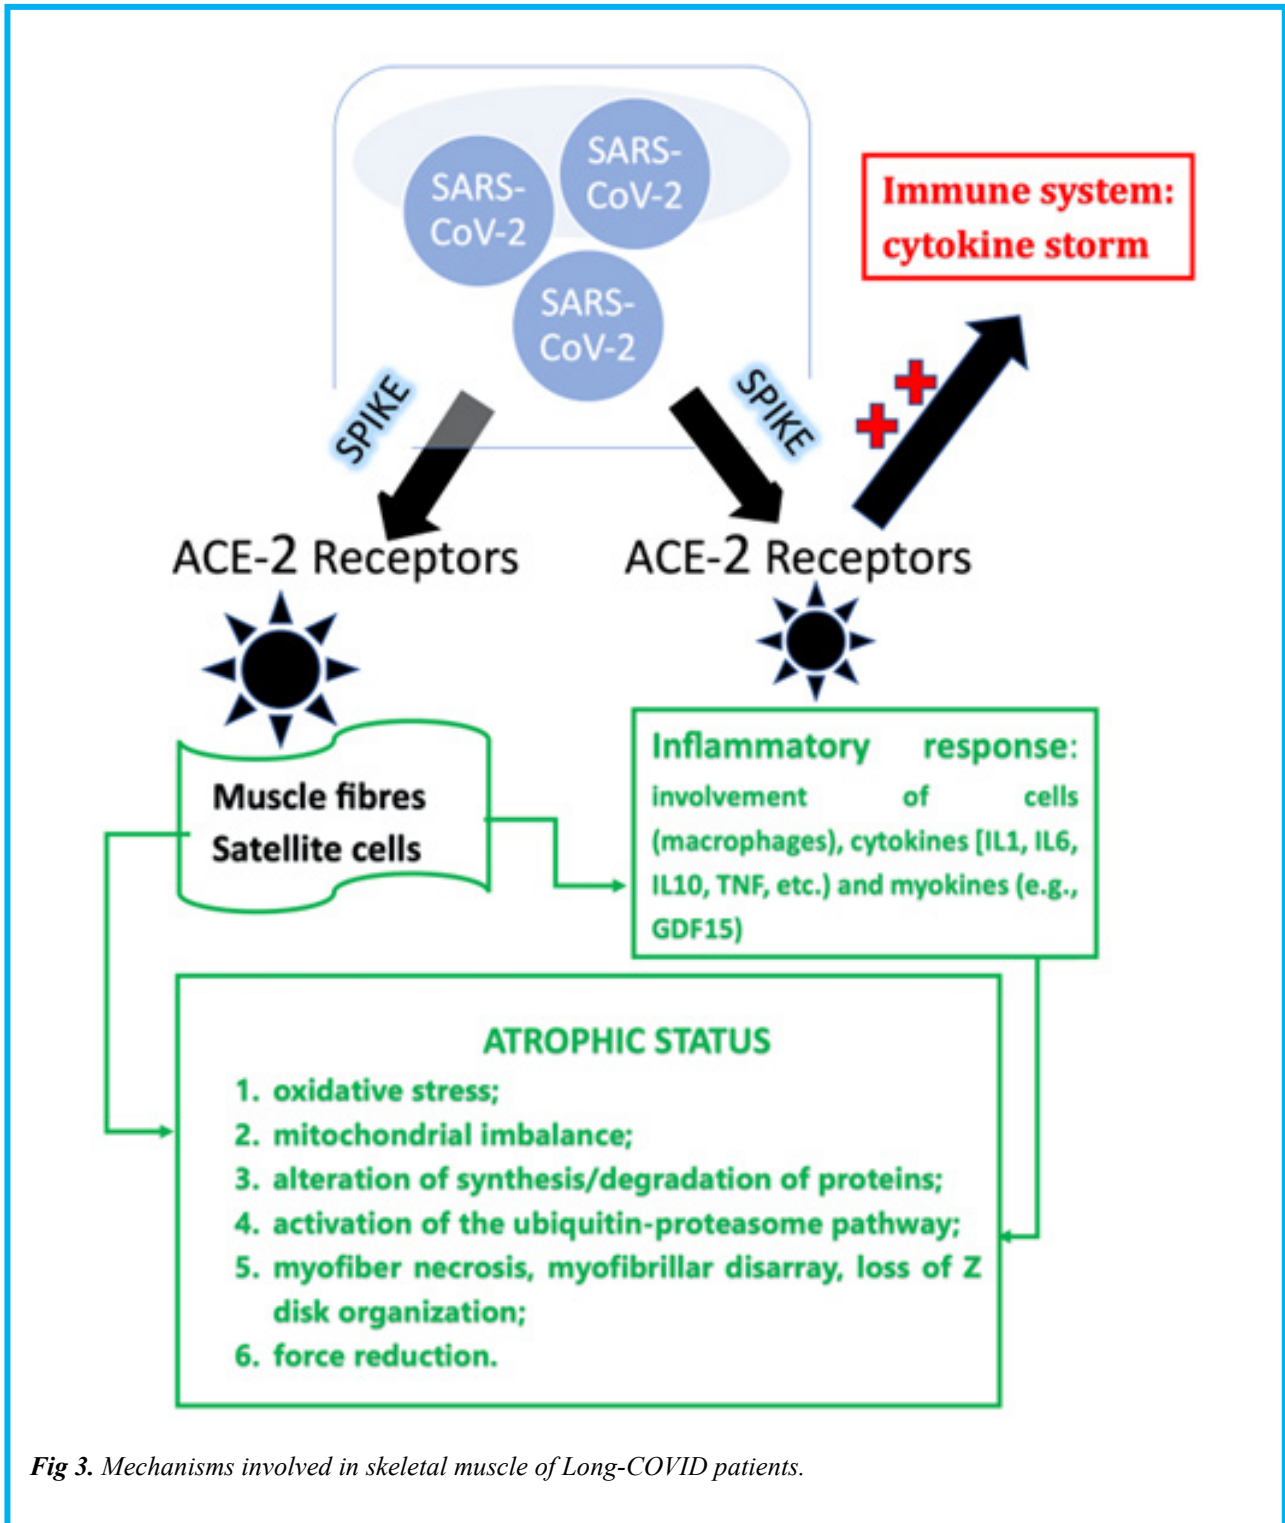 SARS-
CoV-2
SARS-
CoV-2
SARS-
CoV-2
Immune system:
cytokine storm
SPIKE
SPIKE
ACE-2 Receptors
ACE-2 Receptors
Muscle fibres
Satellite cells
Inflammatory response:
involvement of cells
(macrophages), cytokines [IL1, IL6,
IL10, TNF, etc.) and myokines (e.g.,
GDF15)
ATROPHIC STATUS
1. oxidative stress;
2. mitochondrial imbalance;
3. alteration of synthesis/degradation of proteins;
4. activation of the ubiquitin-proteasome pathway;
5. myofiber necrosis, myofibrillar disarray, loss of Z
disk organization;
6. force reduction.
Fig 3. Mechanisms involved in skeletal muscle of Long-COVID patients.